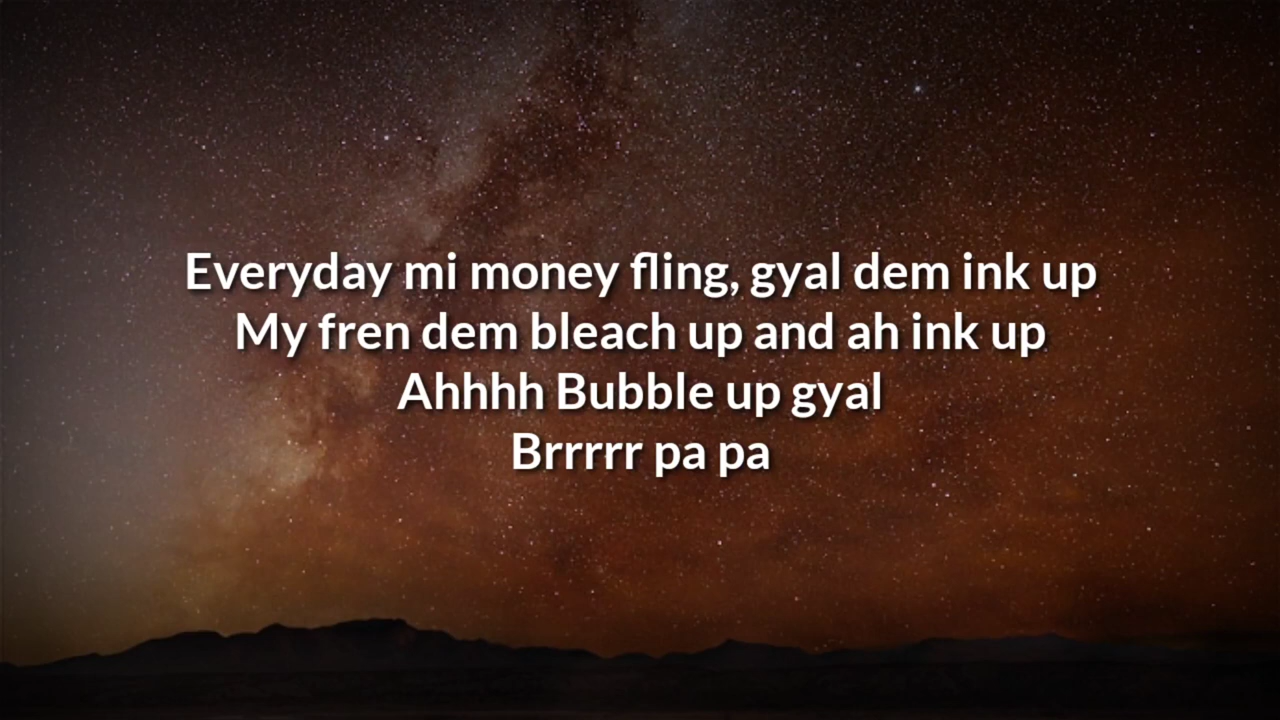 Everyday mi money fling, gyal dem ink up
My fren dem bleach up and ah ink up
Ahhhh Bubble up gyal
Brrrrr pa pa